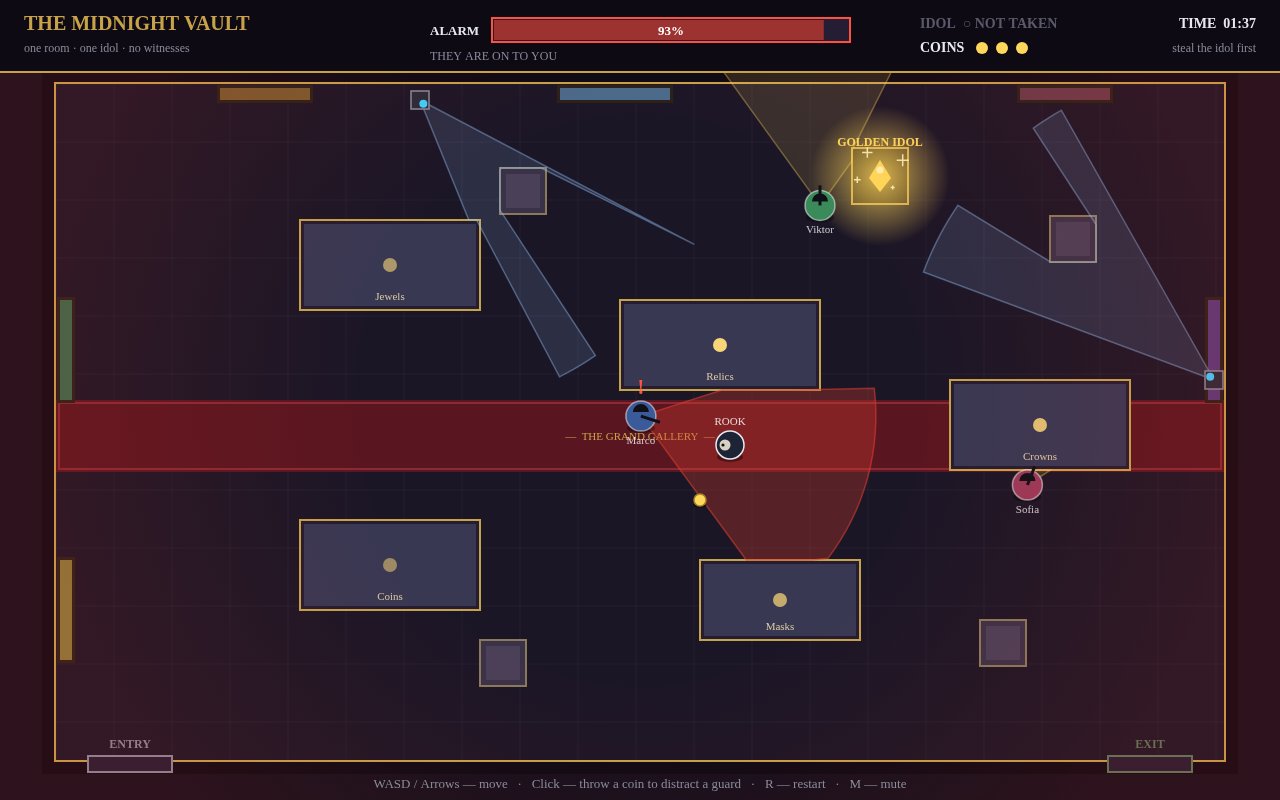 THE MIDNIGHT VAULT
one room · one idol · no witnesses
ALARM 93%
THEY ARE ON TO YOU
IDOL ○ NOT TAKEN
COINS
TIME 01:37
steal the idol first
GOLDEN IDOL
Viktor
Jewels
Relics
!
ROOK
— THE GRAND GALLERY —
Marco
Crowns
Sofia
Coins
Masks
ENTRY
EXIT
WASD / Arrows — move · Click — throw a coin to distract a guard · R — restart · M — mute